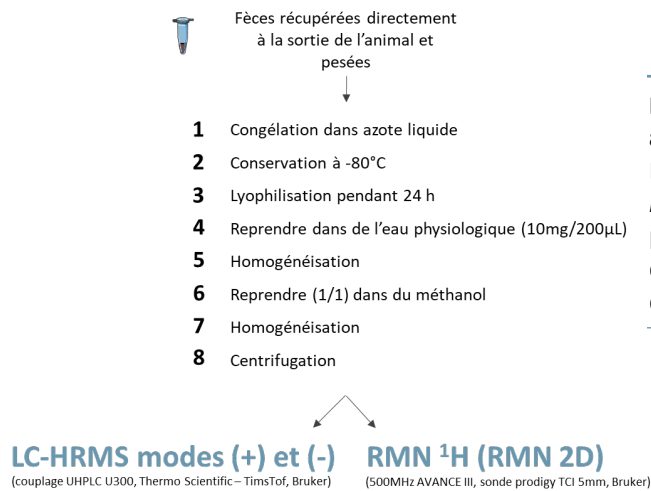 Fèces récupérées directement
à la sortie de l'animal et
pesées
1 Congélation dans azote liquide
2 Conservation à -80°C
3 Lyophilisation pendant 24 h
4 Reprendre dans de l'eau physiologique (10mg/200µL)
5 Homogénéisation
6 Reprendre (1/1) dans du méthanol
7 Homogénéisation
8 Centrifugation
LC-HRMS modes (+) et (-)
(couplage UHPLC U300, Thermo Scientific – TimsTof, Bruker)
RMN ¹H (RMN 2D)
(500MHz AVANCE III, sonde prodigy TCI 5mm, Bruker)